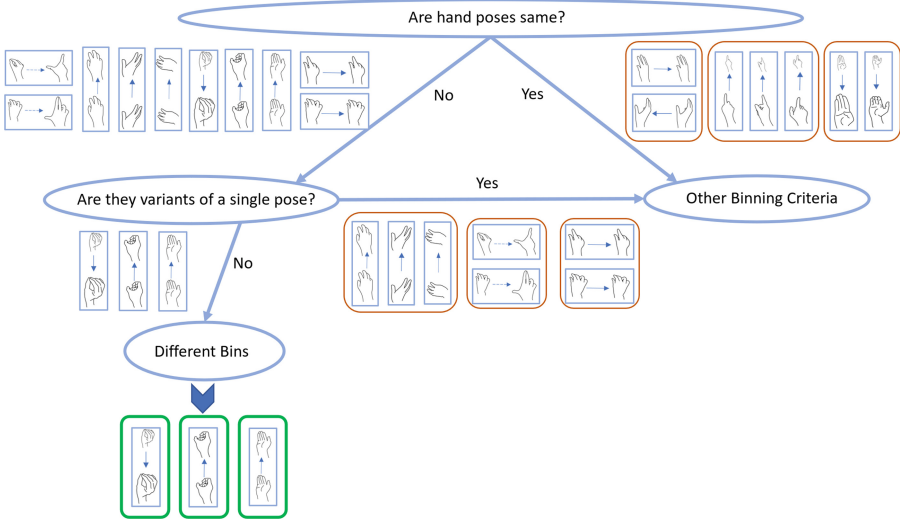 Are hand poses same?
No
Yes
Are they variants of a single pose?
Yes
Other Binning Criteria
No
Different Bins